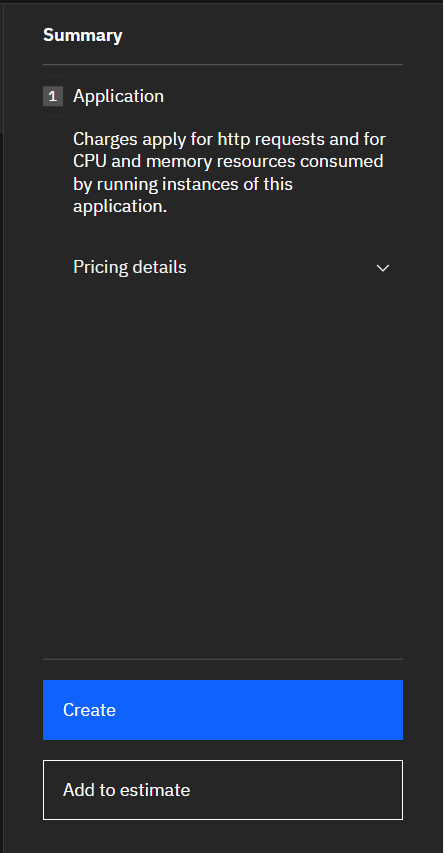 Summary
1 Application
Charges apply for http requests and for
CPU and memory resources consumed
by running instances of this
application.
Pricing details
Create
Add to estimate